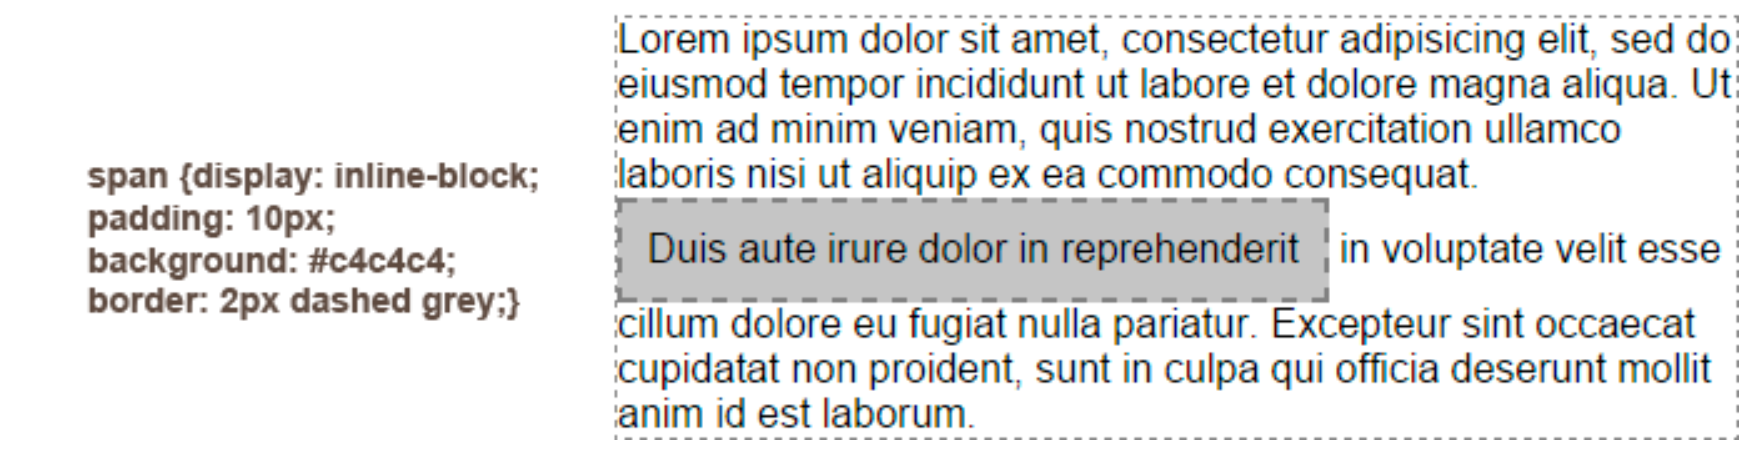 span {display: inline-block;
padding: 10px;
background: #c4c4c4;
border: 2px dashed grey;}
Lorem ipsum dolor sit amet, consectetur adipisicing elit, sed do
eiusmod tempor incididunt ut labore et dolore magna aliqua. Ut
enim ad minim veniam, quis nostrud exercitation ullamco
laboris nisi ut aliquip ex ea commodo consequat.
Duis aute irure dolor in reprehenderit in voluptate velit esse
cillum dolore eu fugiat nulla pariatur. Excepteur sint occaecat
cupidatat non proident, sunt in culpa qui officia deserunt mollit
anim id est laborum.